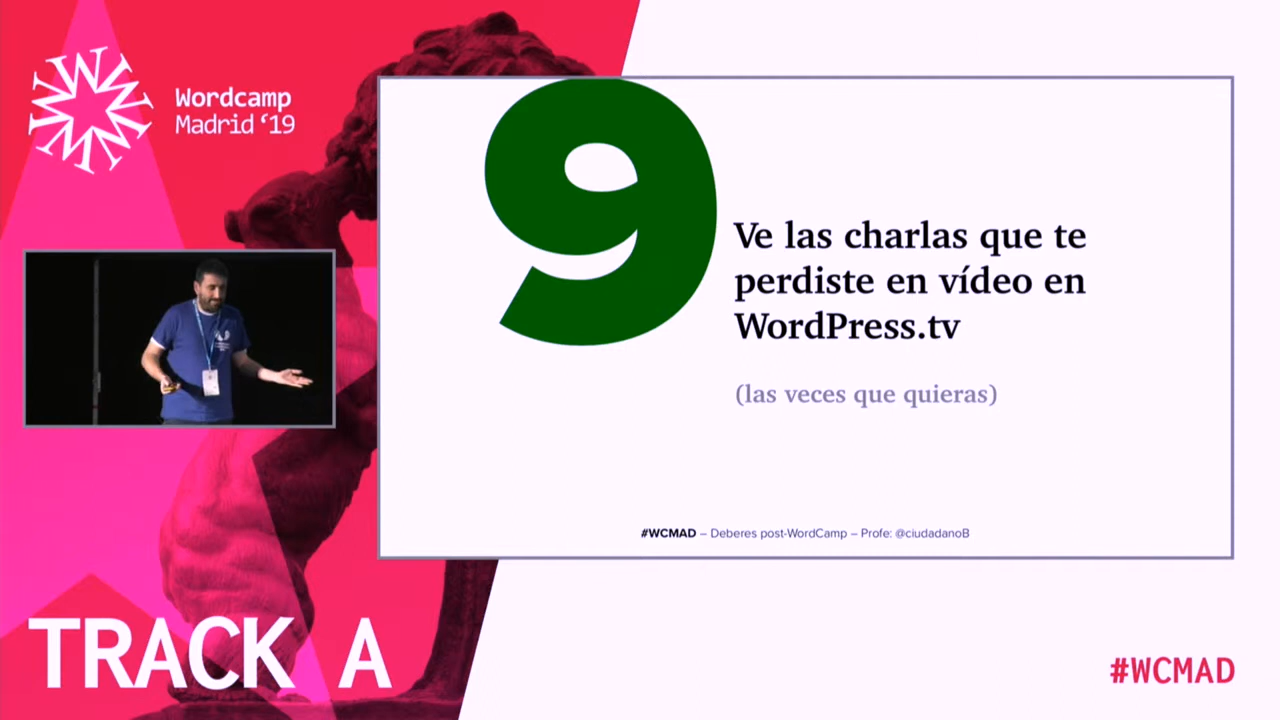 Wordcamp
Madrid ‘19
9
Ve las charlas que te
perdiste en vídeo en
WordPress.tv
(las veces que quieras)
#WCMAD – Deberes post-WordCamp – Profe: @ciudadanoB
TRACK A
#WCMAD